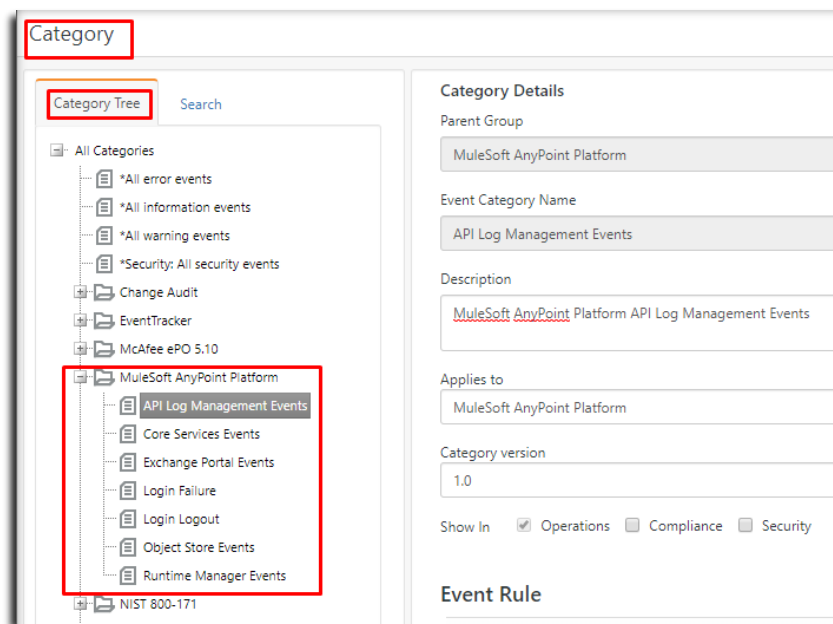 Category
Category Tree
Search
All Categories
*All error events
*All information events
*All warning events
*Security: All security events
Change Audit
EventTracker
McAfee ePO 5.10
MuleSoft AnyPoint Platform
API Log Management Events
Core Services Events
Exchange Portal Events
Login Failure
Login Logout
Object Store Events
Runtime Manager Events
NIST 800-171
Category Details
Parent Group
MuleSoft AnyPoint Platform
Event Category Name
API Log Management Events
Description
MuleSoft AnyPoint Platform API Log Management Events
Applies to
MuleSoft AnyPoint Platform
Category version
1.0
Show In Operations Compliance Security
Event Rule